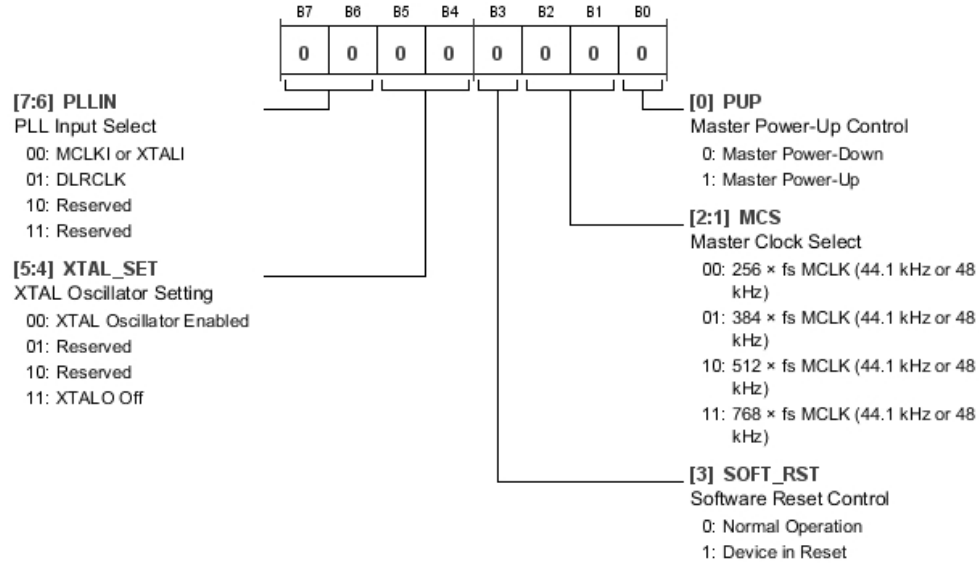 B7 B6 B5 B4 B3 B2 B1 B0
0 0 0 0 0 0 0 0
[7:6] PLLIN
PLL Input Select
00: MCLKI or XTALI
01: DLRCLK
10: Reserved
11: Reserved
[5:4] XTAL_SET
XTAL Oscillator Setting
00: XTAL Oscillator Enabled
01: Reserved
10: Reserved
11: XTALO Off
[0] PUP
Master Power-Up Control
0: Master Power-Down
1: Master Power-Up
[2:1] MCS
Master Clock Select
00: 256 × fs MCLK (44.1 kHz or 48
kHz)
01: 384 × fs MCLK (44.1 kHz or 48
kHz)
10: 512 × fs MCLK (44.1 kHz or 48
kHz)
11: 768 × fs MCLK (44.1 kHz or 48
kHz)
[3] SOFT_RST
Software Reset Control
0: Normal Operation
1: Device in Reset